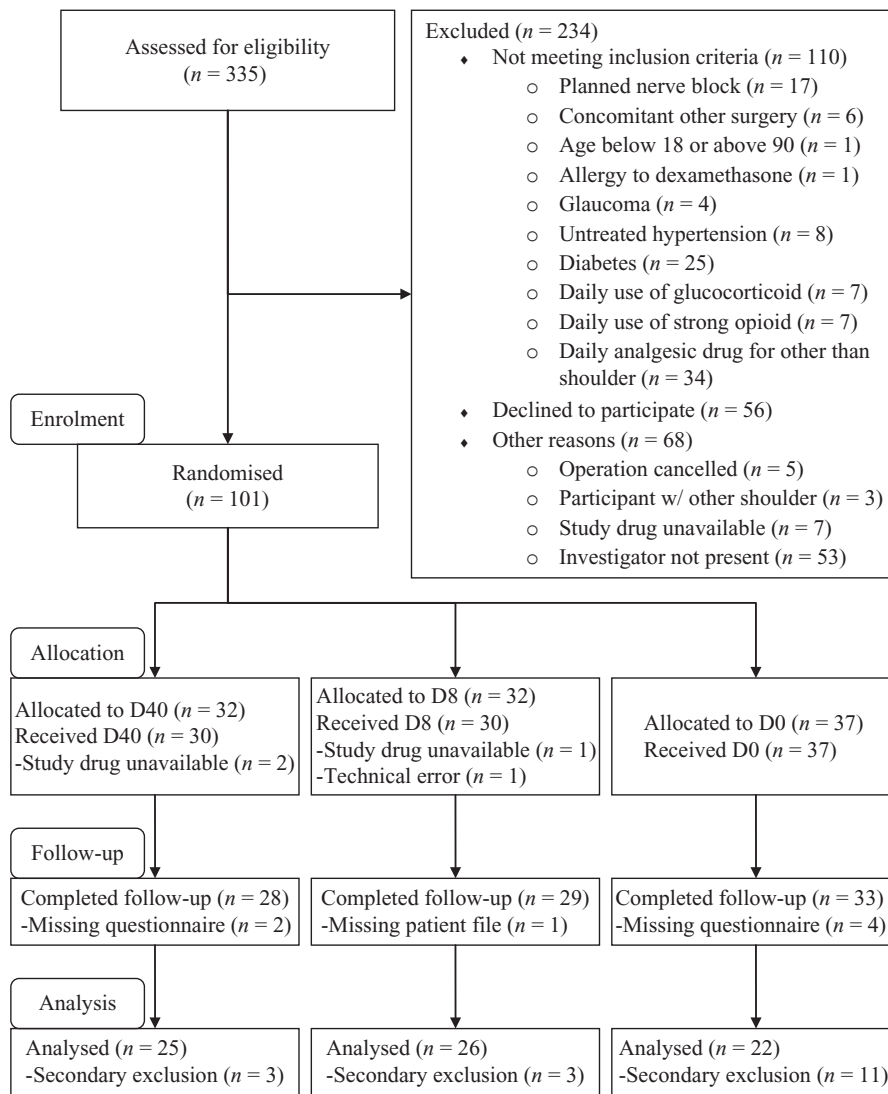 Assessed for eligibility
(n = 335)
Excluded (n = 234)
⬧ Not meeting inclusion criteria (n = 110)
o Planned nerve block (n = 17)
o Concomitant other surgery (n = 6)
o Age below 18 or above 90 (n = 1)
o Allergy to dexamethasone (n = 1)
o Glaucoma (n = 4)
o Untreated hypertension (n = 8)
o Diabetes (n = 25)
o Daily use of glucocorticoid (n = 7)
o Daily use of strong opioid (n = 7)
o Daily analgesic drug for other than
shoulder (n = 34)
⬧ Declined to participate (n = 56)
⬧ Other reasons (n = 68)
o Operation cancelled (n = 5)
o Participant w/ other shoulder (n = 3)
o Study drug unavailable (n = 7)
o Investigator not present (n = 53)
Enrolment
Randomised
(n = 101)
Allocation
Allocated to D40 (n = 32)
Received D40 (n = 30)
-Study drug unavailable (n = 2)
Allocated to D8 (n = 32)
Received D8 (n = 30)
-Study drug unavailable (n = 1)
-Technical error (n = 1)
Allocated to D0 (n = 37)
Received D0 (n = 37)
Follow-up
Completed follow-up (n = 28)
-Missing questionnaire (n = 2)
Completed follow-up (n = 29)
-Missing patient file (n = 1)
Completed follow-up (n = 33)
-Missing questionnaire (n = 4)
Analysis
Analysed (n = 25)
-Secondary exclusion (n = 3)
Analysed (n = 26)
-Secondary exclusion (n = 3)
Analysed (n = 22)
-Secondary exclusion (n = 11)